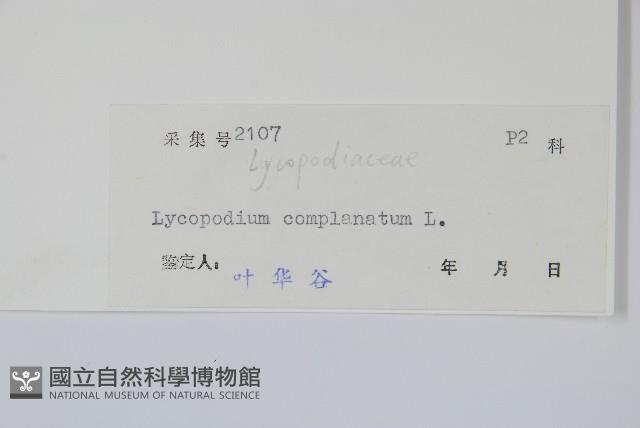 采集号2107 P2 科
Lycopodiaceae
Lycopodium complanatum L.
鉴定人: 叶华谷 年 月 日
國立自然科學博物館
NATIONAL MUSEUM OF NATURAL SCIENCE